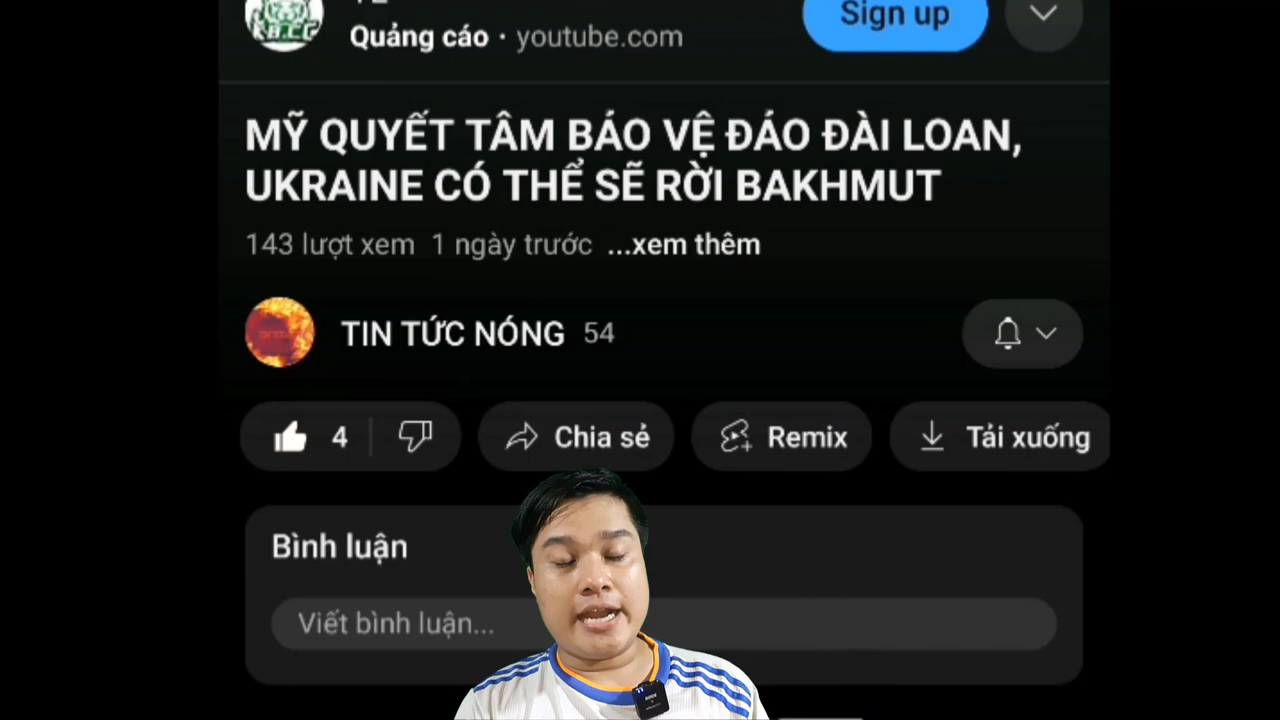 Quảng cáo · youtube.com
Sign up
MỸ QUYẾT TÂM BẢO VỆ ĐẢO ĐÀI LOAN,
UKRAINE CÓ THỂ SẼ RỜI BAKHMUT
143 lượt xem 1 ngày trước ...xem thêm
TIN TỨC NÓNG 54
4 Chia sẻ Remix Tải xuống
Bình luận
Viết bình luận...